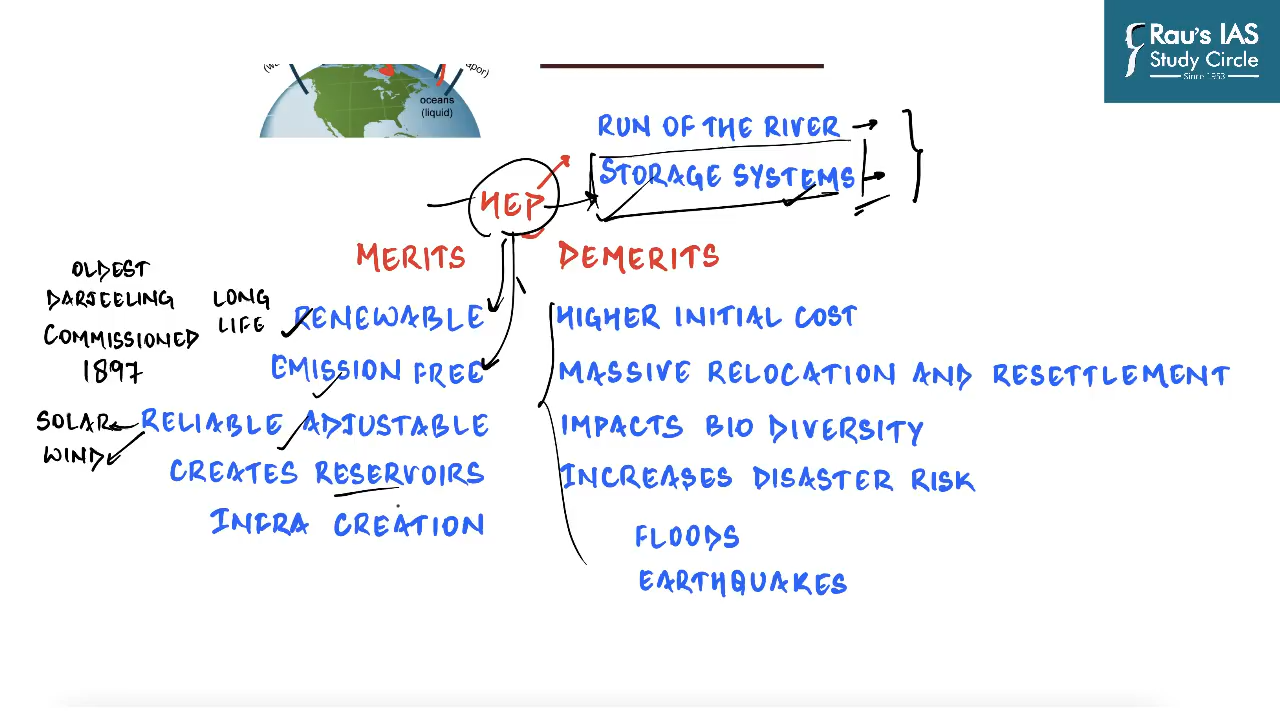 Rau's IAS
Study Circle
Since 1953
oceans
(liquid)
RUN OF THE RIVER
STORAGE SYSTEMS
HEP
MERITS
DEMERITS
OLDEST
DARJEELING
COMMISSIONED
1897
LONG
LIFE
RENEWABLE
EMISSION FREE
SOLAR
WIND
RELIABLE ADJUSTABLE
CREATES RESERVOIRS
INFRA CREATION
HIGHER INITIAL COST
MASSIVE RELOCATION AND RESETTLEMENT
IMPACTS BIO DIVERSITY
INCREASES DISASTER RISK
FLOODS
EARTHQUAKES